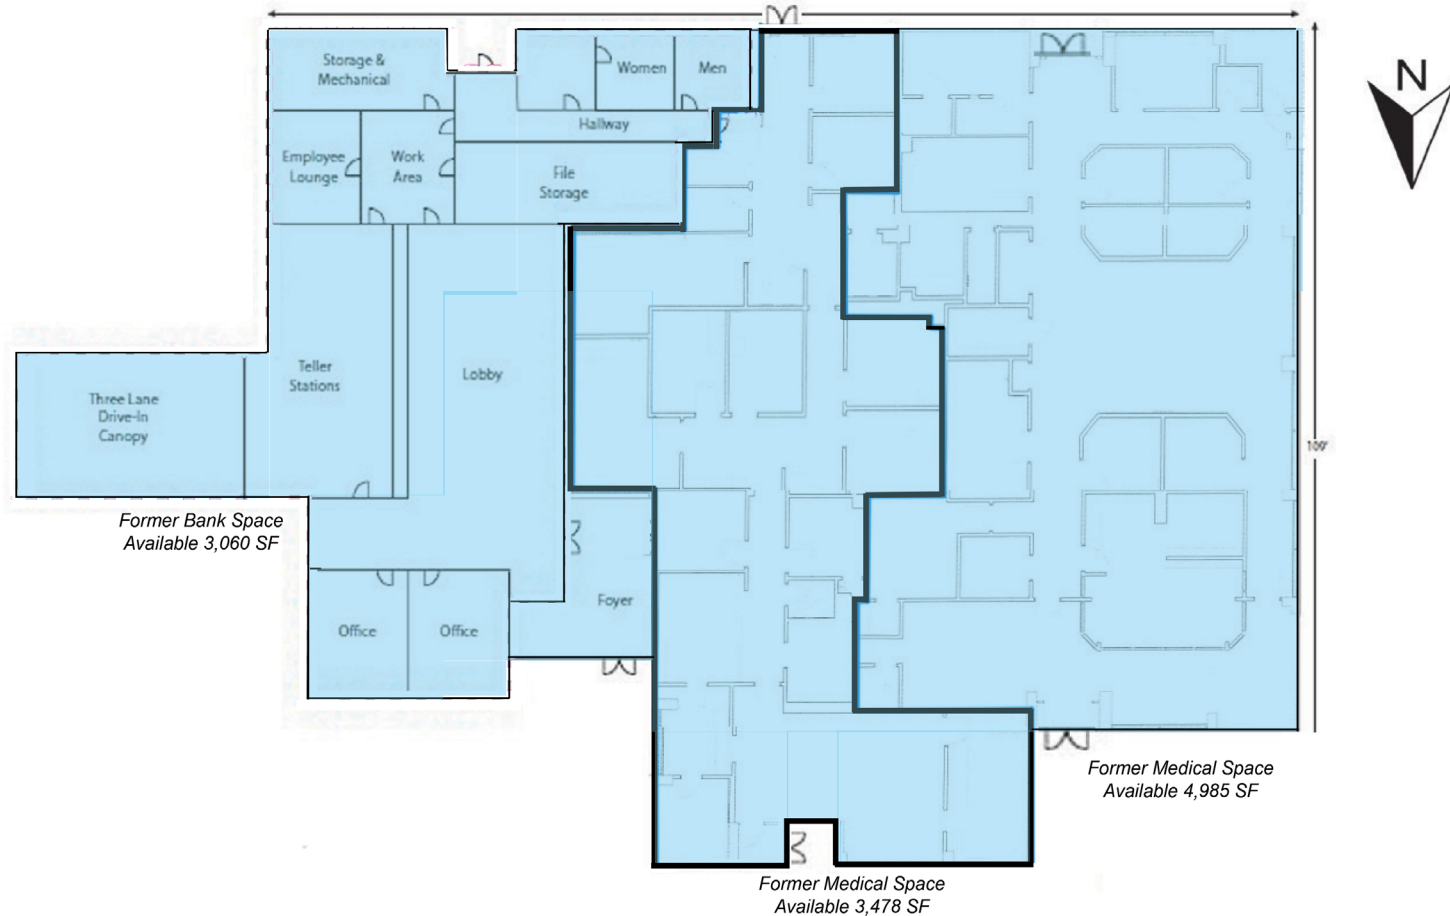 N
Storage &
Mechanical
Women
Men
Hallway
Employee
Lounge
Work
Area
File
Storage
Teller
Stations
Lobby
Three Lane
Drive-In
Canopy
109'
Former Bank Space
Available 3,060 SF
Foyer
Office
Office
Former Medical Space
Available 4,985 SF
Former Medical Space
Available 3,478 SF